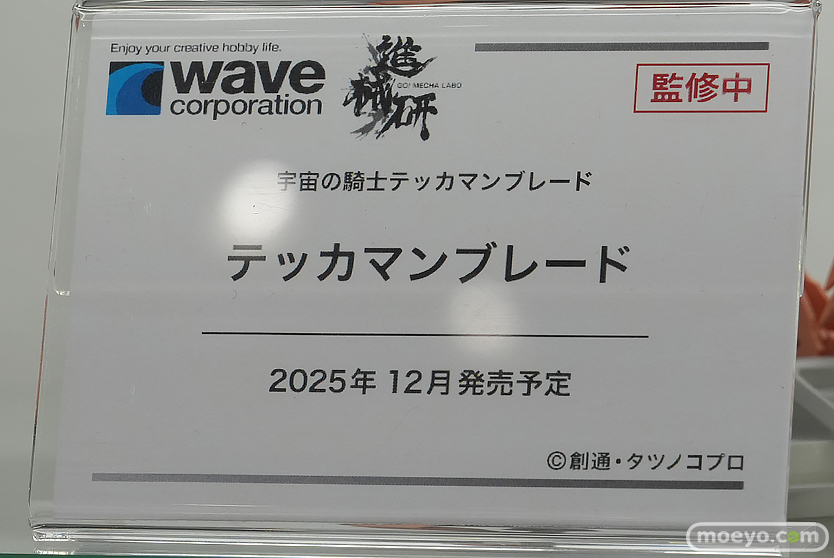 Enjoy your creative hobby life.
wave
corporation
進
械研
GO! MECHA LABO
監修中
宇宙の騎士テッカマンブレード
テッカマンブレード
2025年 12月発売予定
©創通・タツノコプロ
moeyo.com